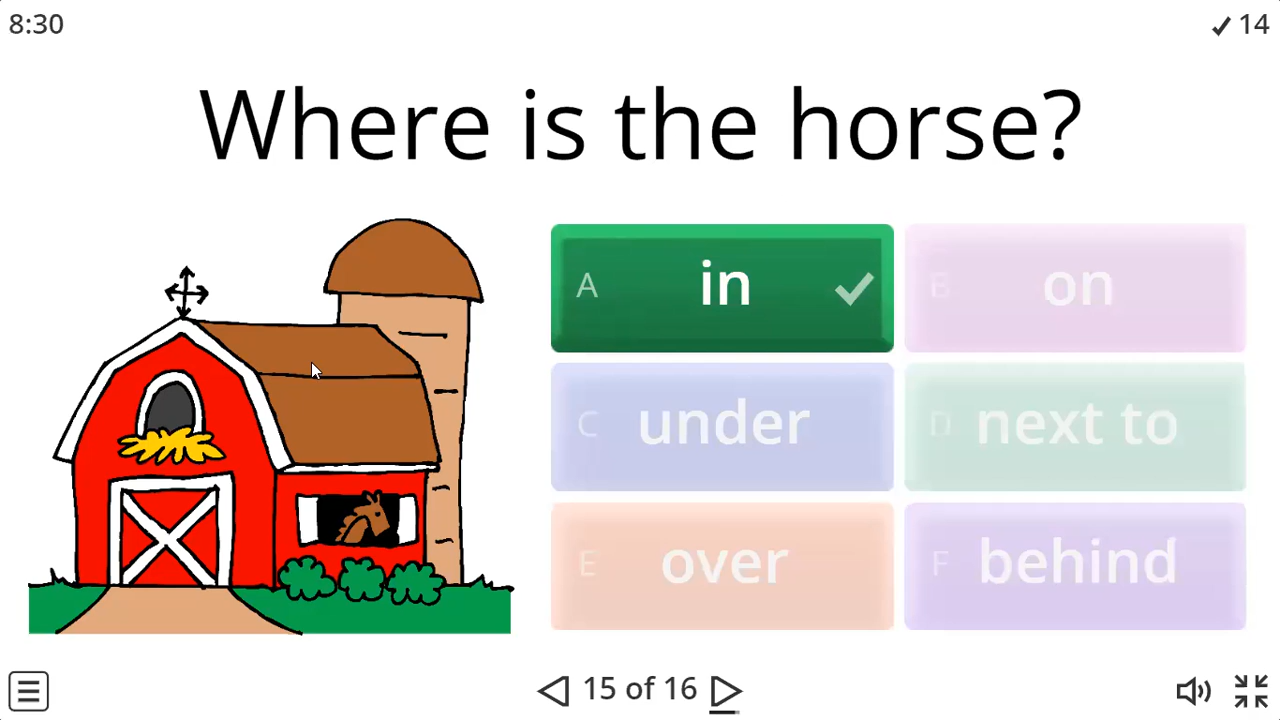 8:30
14
Where is the horse?
A in
B on
C under
D next to
E over
F behind
15 of 16